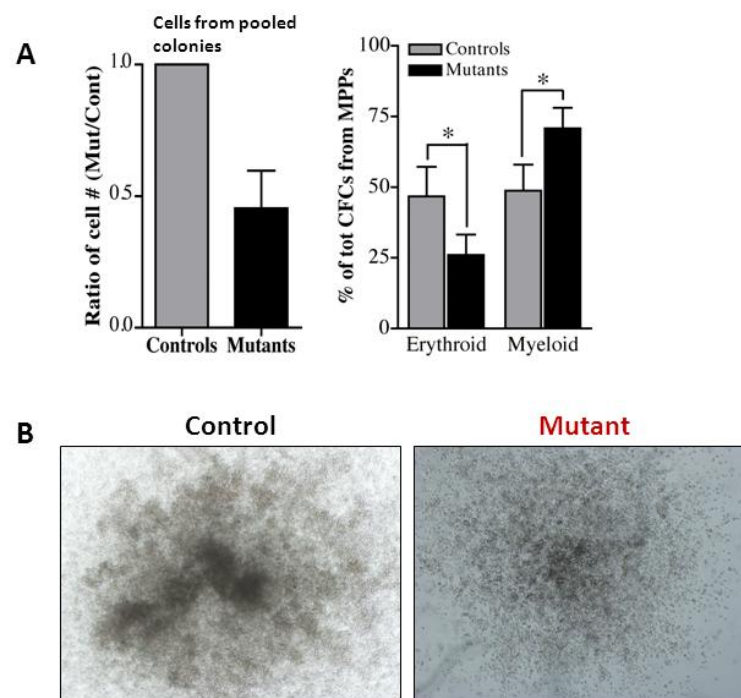 A
Cells from pooled
colonies
Ratio of cell # (Mut/Cont)
1.0
0.5
0.0
Controls
Mutants
% of tot CFCs from MPPs
100
75
50
25
0
Controls
Mutants
*
*
Erythroid
Myeloid
B
Control
Mutant